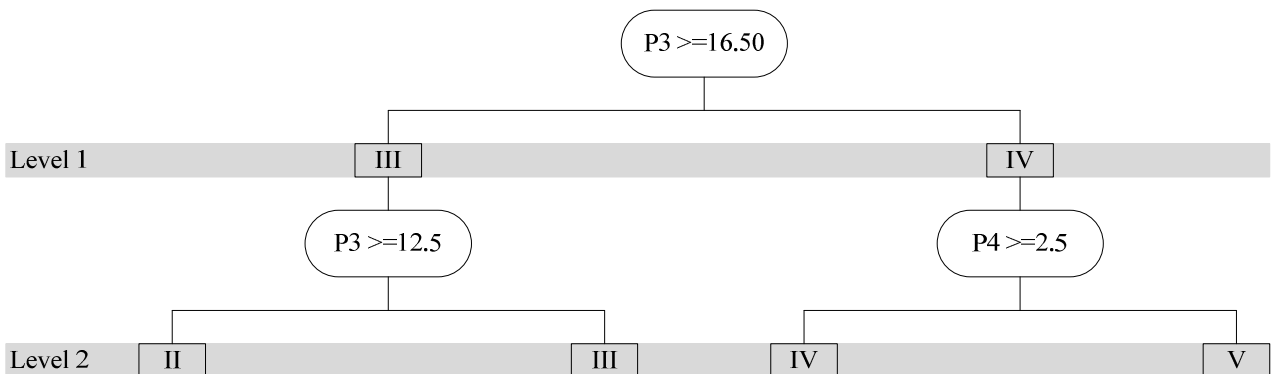 P3 >=16.50
Level 1 III IV
P3 >=12.5 P4 >=2.5
Level 2 II III IV V